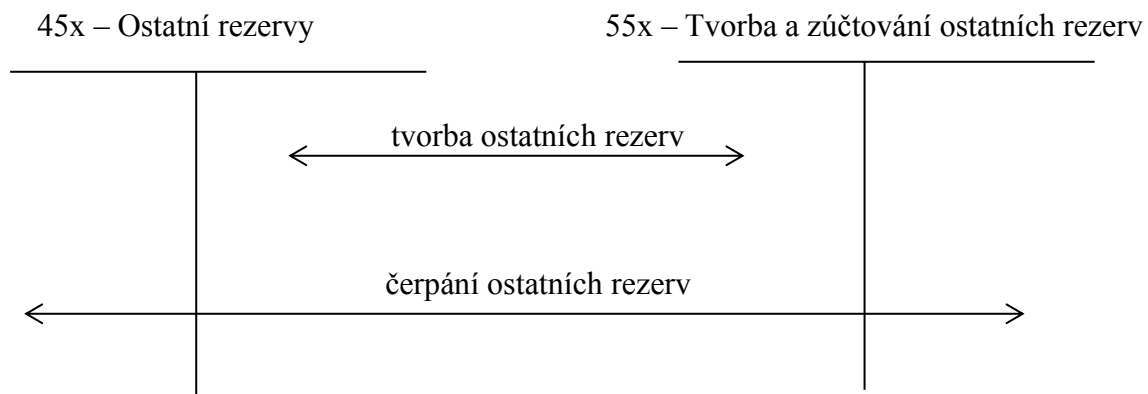 45x – Ostatní rezervy
55x – Tvorba a zúčtování ostatních rezerv
tvorba ostatních rezerv
čerpání ostatních rezerv